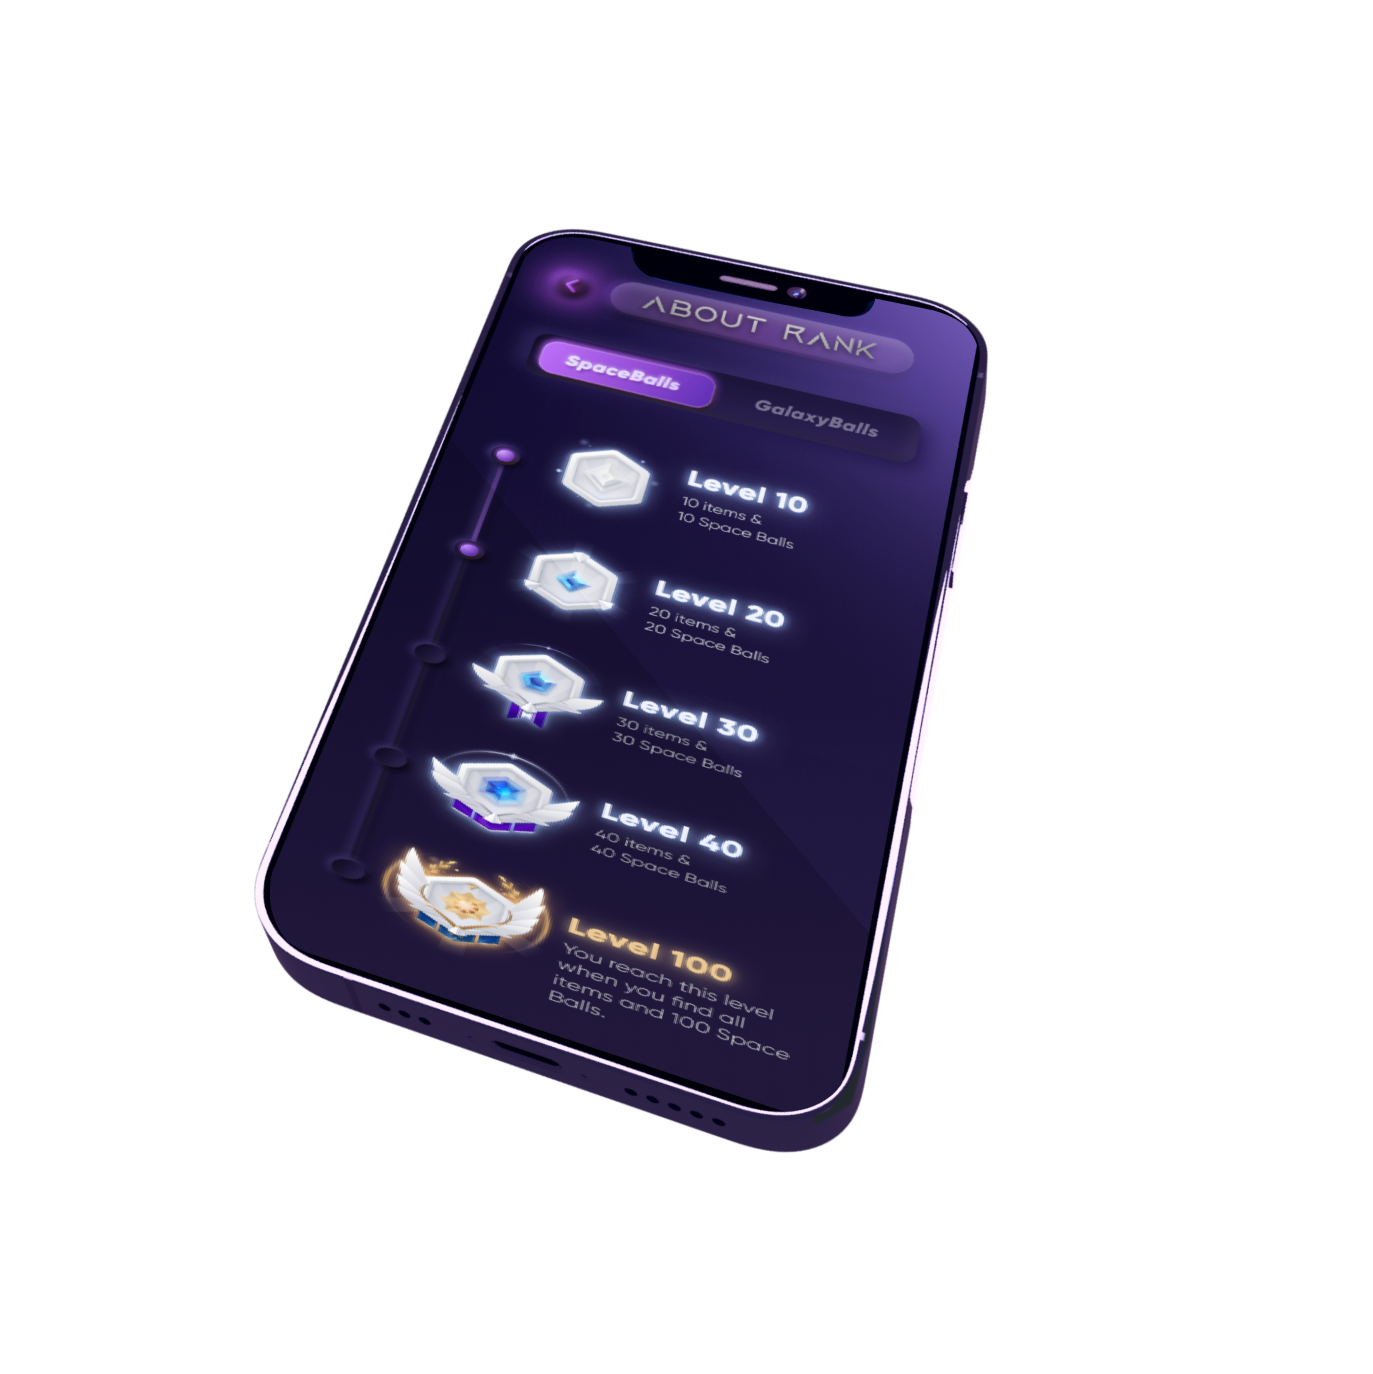 ABOUT RANK
SpaceBalls
GalaxyBalls
Level 10
10 items &
10 Space Balls
Level 20
20 items &
20 Space Balls
Level 30
30 items &
30 Space Balls
Level 40
40 items &
40 Space Balls
Level 100
You reach this level
when you find all
items and 100 Space
Balls.